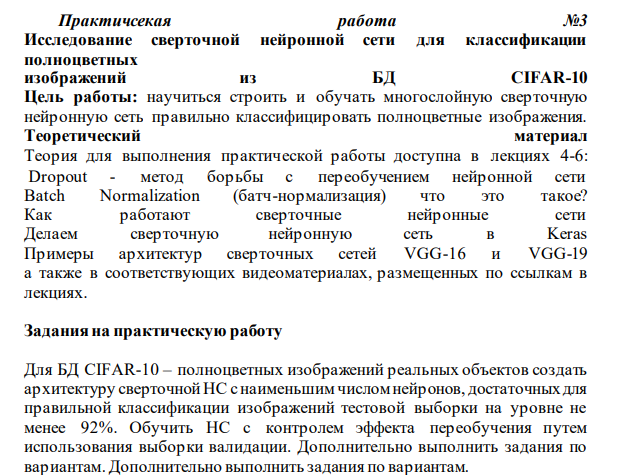 Практичсекая работа №3
Исследование сверточной нейронной сети для классификации
полноцветных
изображений из БД CIFAR-10
Цель работы: научиться строить и обучать многослойную сверточную
нейронную сеть правильно классифицировать полноцветные изображения.
Теоретический материал
Теория для выполнения практической работы доступна в лекциях 4-6:
Dropout - метод борьбы с переобучением нейронной сети
Batch Normalization (батч-нормализация) что это такое?
Как работают сверточные нейронные сети
Делаем сверточную нейронную сеть в Keras
Примеры архитектур сверточных сетей VGG-16 и VGG-19
а также в соответствующих видеоматериалах, размещенных по ссылкам в
лекциях.
Задания на практическую работу
Для БД CIFAR-10 – полноцветных изображений реальных объектов создать
архитектуру сверточной НС с наименьшим числом нейронов, достаточных для
правильной классификации изображений тестовой выборки на уровне не
менее 92%. Обучить НС с контролем эффекта переобучения путем
использования выборки валидации. Дополнительно выполнить задания по
вариантам. Дополнительно выполнить задания по вариантам.